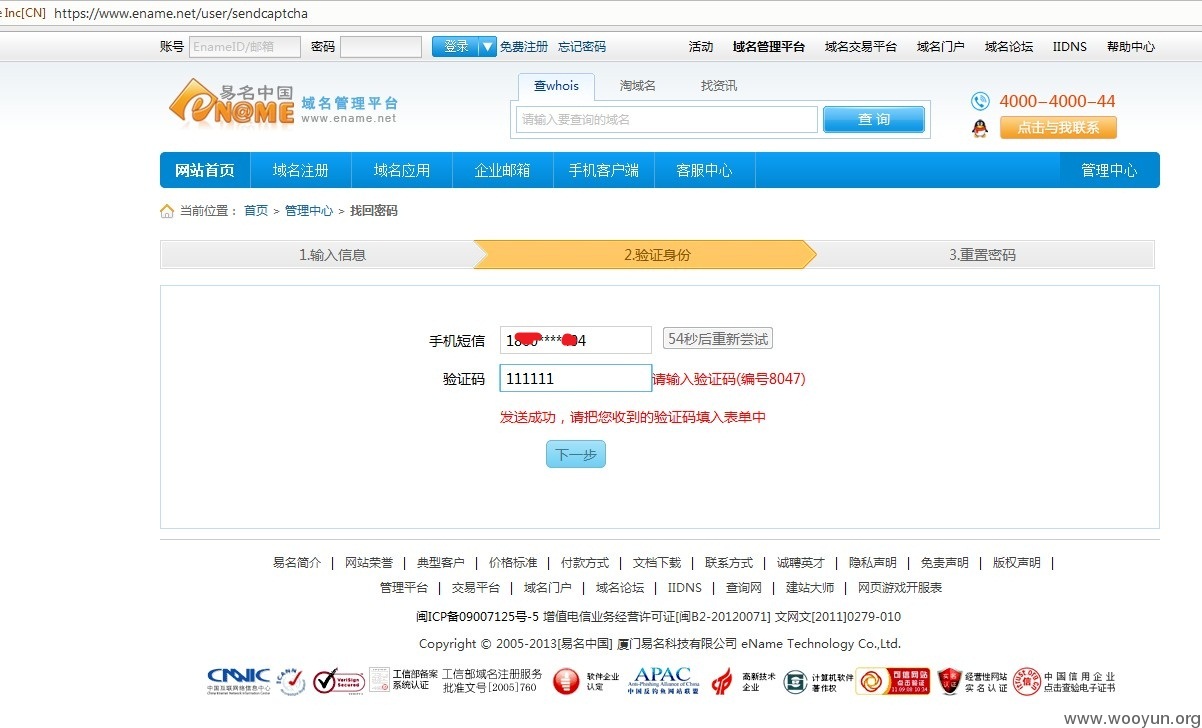 Inc[CN] https://www.ename.net/user/sendcaptcha
账号 EnameID/邮箱 密码 登录 免费注册 忘记密码 活动 域名管理平台 域名交易平台 域名门户 域名论坛 IIDNS 帮助中心
查whois 淘域名 找资讯
易名中国 eN@ME 域名管理平台 www.ename.net
请输入要查询的域名 查 询
4000-4000-44
点击与我联系
网站首页 域名注册 域名应用 企业邮箱 手机客户端 客服中心 管理中心
当前位置： 首页 > 管理中心 > 找回密码
1.输入信息 2.验证身份 3.重置密码
手机短信 18 **** 04 54秒后重新尝试
验证码 111111 请输入验证码(编号8047)
发送成功，请把您收到的验证码填入表单中
下一步
易名简介 | 网站荣誉 | 典型客户 | 价格标准 | 付款方式 | 文档下载 | 联系方式 | 诚聘英才 | 隐私声明 | 免责声明 | 版权声明 |
管理平台 | 交易平台 | 域名门户 | 域名论坛 | IIDNS | 查询网 | 建站大师 | 网页游戏开服表
闽ICP备09007125号-5 增值电信业务经营许可证[闽B2-20120071] 文网文[2011]0279-010
Copyright © 2005-2013[易名中国] 厦门易名科技有限公司 eName Technology Co.,Ltd.
CNNIC 中国互联网络信息中心 VeriSign Secured 工信部备案系统认证 工信部域名注册服务批准文号[2005]760 软件企业认定 APAC Anti-Phishing Alliance of China 中国反钓鱼网站联盟 高新技术企业 计算机软件著作权 可信网站 点击验证 经营性网站实名认证 中国信用企业 点击查验电子证书
www.wooyun.org